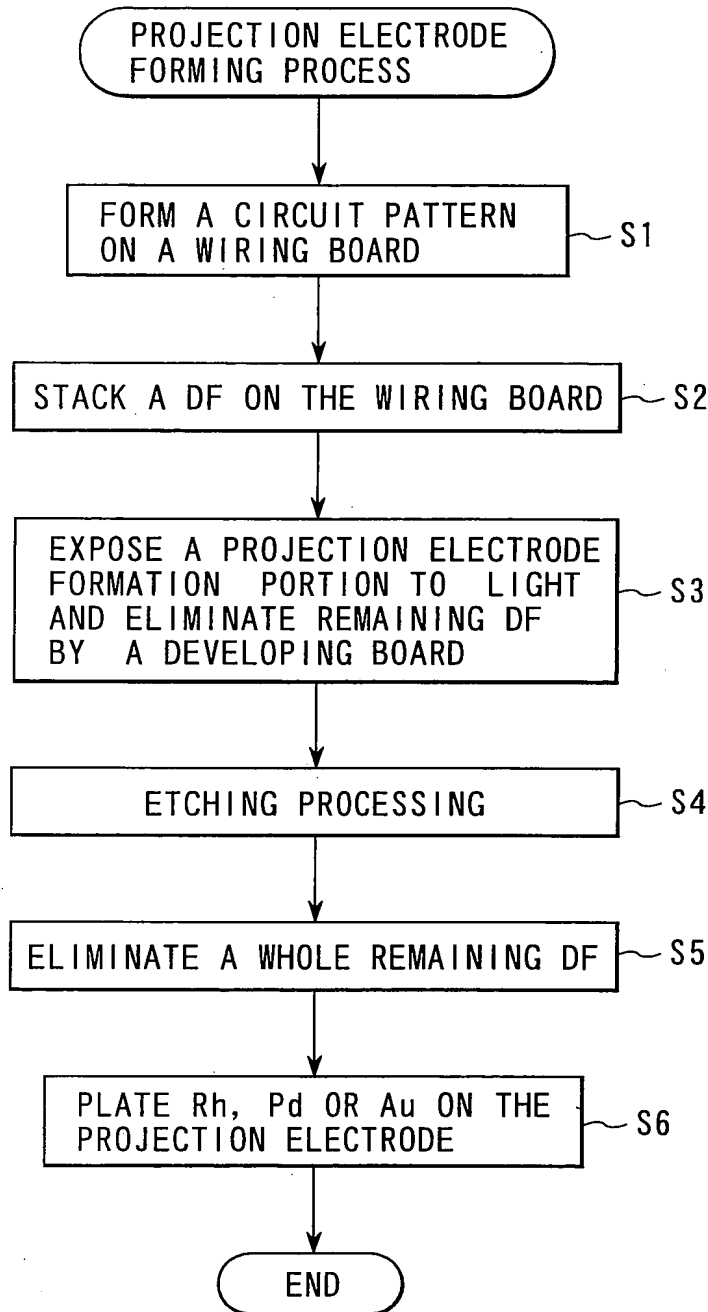 PROJECTION ELECTRODE
FORMING PROCESS
FORM A CIRCUIT PATTERN
ON A WIRING BOARD
S1
STACK A DF ON THE WIRING BOARD
S2
EXPOSE A PROJECTION ELECTRODE
FORMATION PORTION TO LIGHT
AND ELIMINATE REMAINING DF
BY A DEVELOPING BOARD
S3
ETCHING PROCESSING
S4
ELIMINATE A WHOLE REMAINING DF
S5
PLATE Rh, Pd OR Au ON THE
PROJECTION ELECTRODE
S6
END